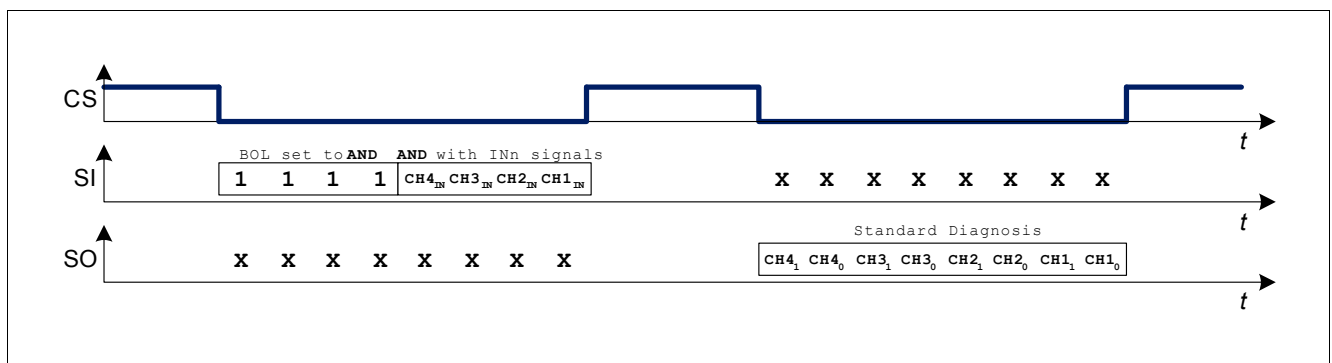 CS
t
BOL set to AND AND with INn signals
SI 1 1 1 1 CH4IN CH3IN CH2IN CH1IN x x x x x x x x
t
Standard Diagnosis
SO x x x x x x x x CH41 CH40 CH31 CH30 CH21 CH20 CH11 CH10
t